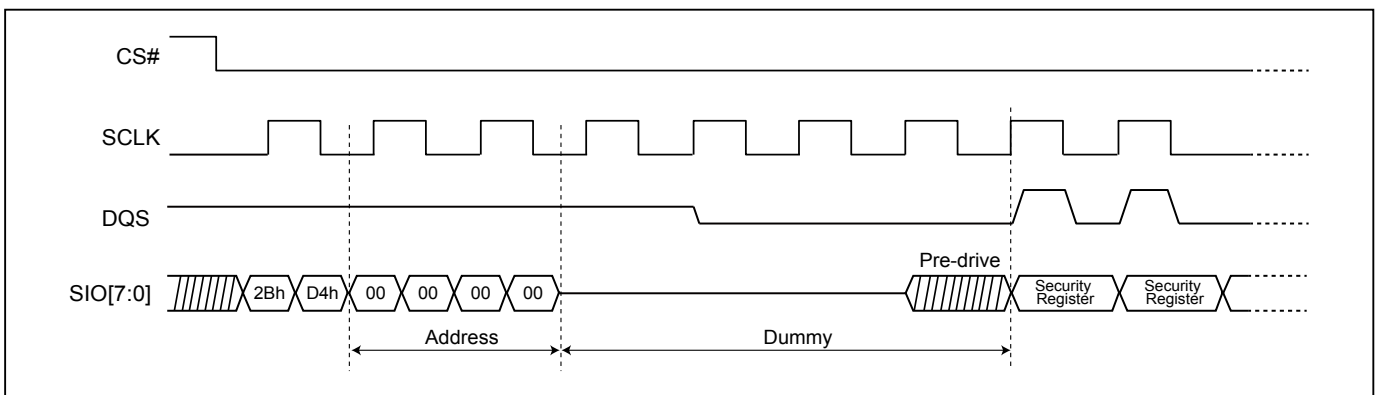 CS#
SCLK
DQS
Pre-drive
SIO[7:0]
2Bh
D4h
00
00
00
00
Security
Register
Security
Register
Address
Dummy